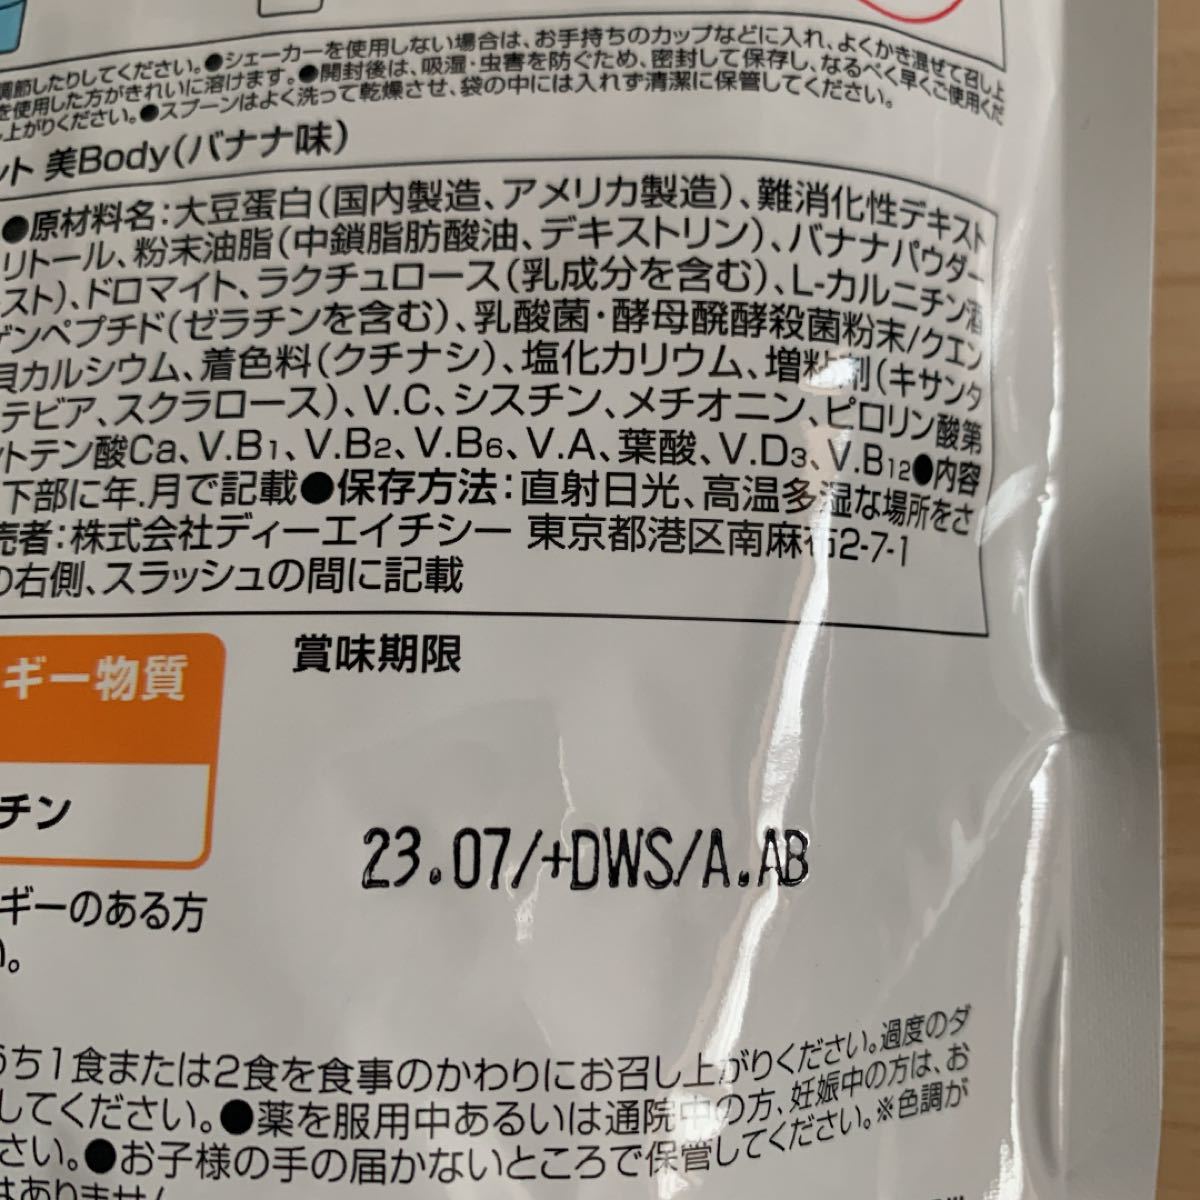 調節したりしてください。●シェーカーを使用しない場合は、お手持ちのカップなどに入れ、よくかき混ぜて召し上
を使用した方がきれいに溶けます。●開封後は、吸湿・虫害を防ぐため、密封して保存し、なるべく早くご使用くだ
し上がりください。●スプーンはよく洗って乾燥させ、袋の中には入れず清潔に保管してください。
ット 美Body(バナナ味)
●原材料名:大豆蛋白(国内製造、アメリカ製造)、難消化性デキスト
リトール、粉末油脂(中鎖脂肪酸油、デキストリン)、バナナパウダー
スト)、ドロマイト、ラクチュロース(乳成分を含む)、L-カルニチン酒
ゲンペプチド(ゼラチンを含む)、乳酸菌・酵母醗酵殺菌粉末/クエン
貝カルシウム、着色料(クチナシ)、塩化カリウム、増粘剤(キサンタ
テビア、スクラロース)、V.C、シスチン、メチオニン、ピロリン酸第
ントテン酸Ca、V.B1、V.B2、V.B6、V.A、葉酸、V.D3、V.B12●内容
下部に年.月で記載●保存方法:直射日光、高温多湿な場所をさ
売者:株式会社ディーエイチシー 東京都港区南麻布2-7-1
の右側、スラッシュの間に記載
賞味期限
ギー物質
チン
23.07/+DWS/A.AB
ギーのある方
い。
うち1食または2食を食事のかわりにお召し上がりください。過度のダ
してください。●薬を服用中あるいは通院中の方、妊娠中の方は、お
さい。●お子様の手の届かないところで保管してください。※色調が
はありません